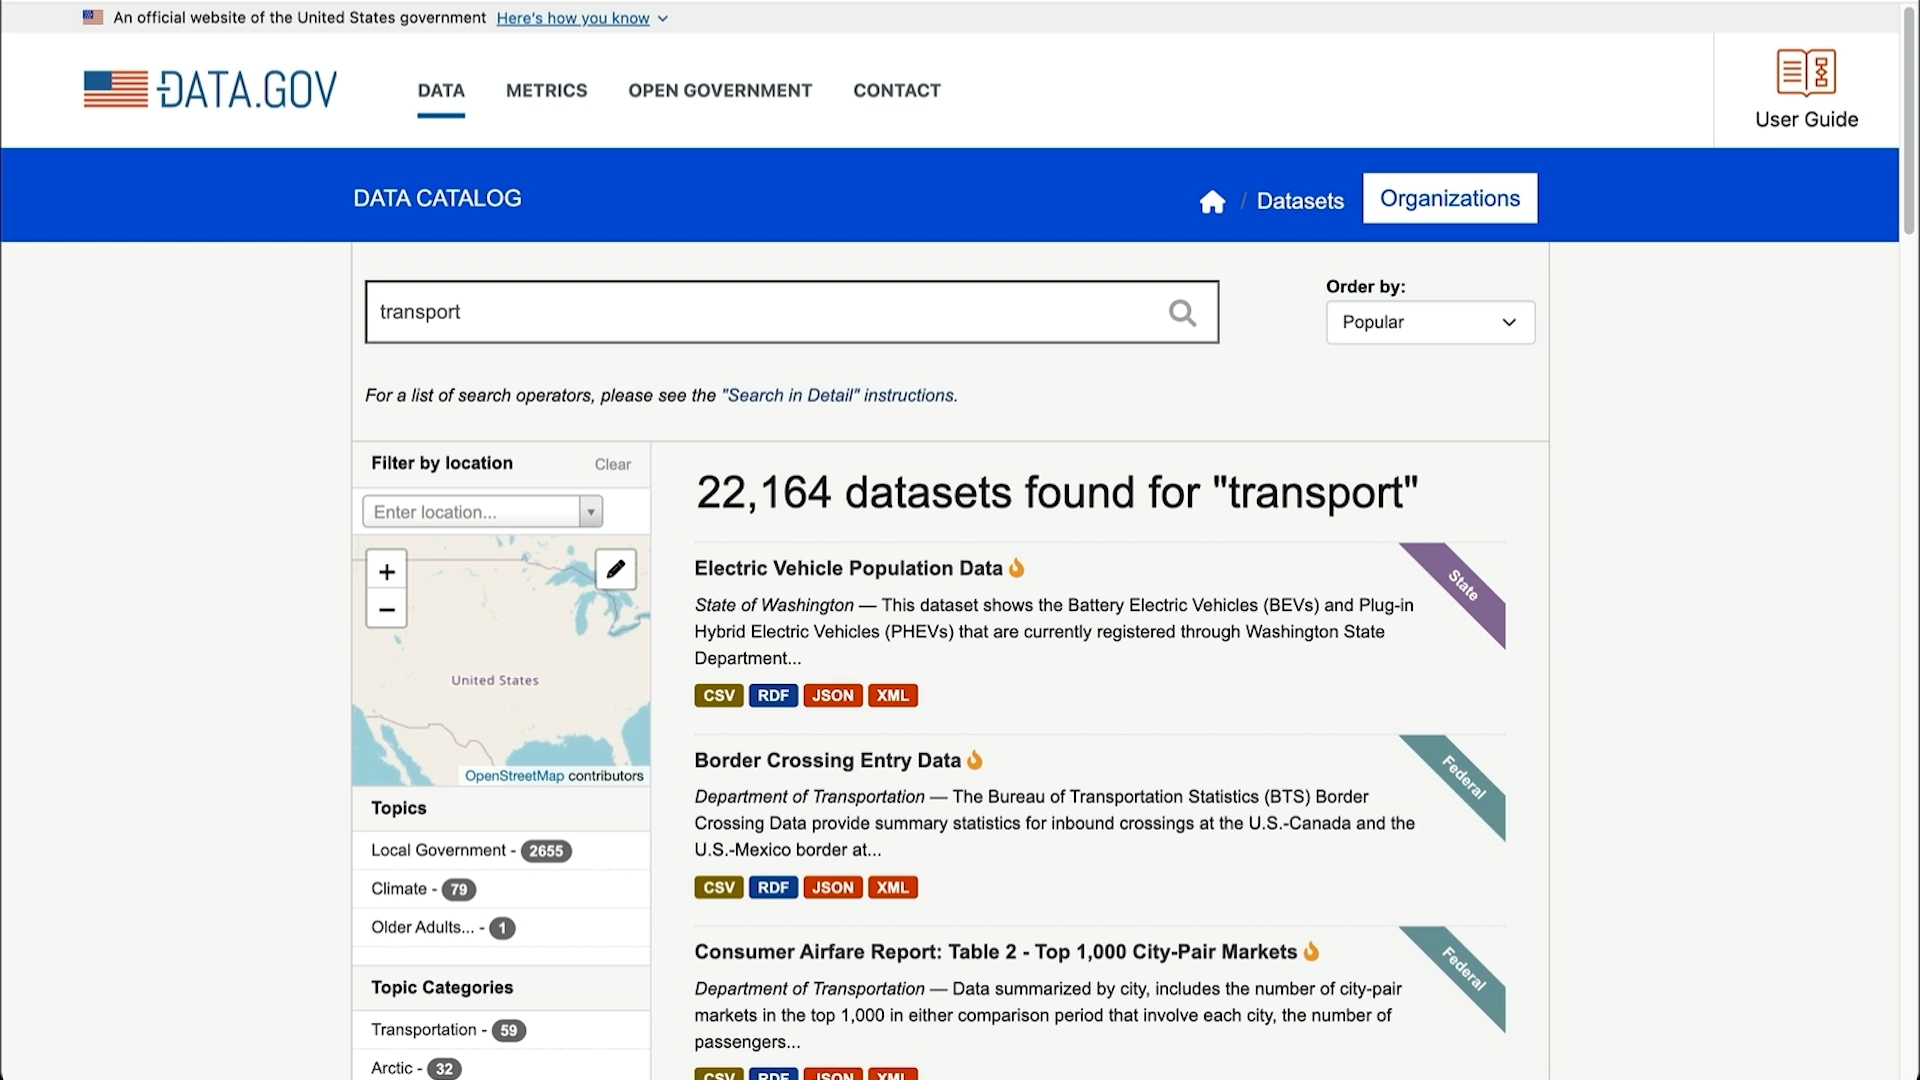 An official website of the United States government Here's how you know
DATA.GOV
DATA METRICS OPEN GOVERNMENT CONTACT
User Guide
DATA CATALOG
/ Datasets Organizations
transport
Order by:
Popular
For a list of search operators, please see the "Search in Detail" instructions.
Filter by location Clear
Enter location...
+
−
United States
OpenStreetMap contributors
Topics
Local Government - 2655
Climate - 79
Older Adults... - 1
Topic Categories
Transportation - 59
Arctic - 32
22,164 datasets found for "transport"
Electric Vehicle Population Data
State
State of Washington — This dataset shows the Battery Electric Vehicles (BEVs) and Plug-in
Hybrid Electric Vehicles (PHEVs) that are currently registered through Washington State
Department...
CSV RDF JSON XML
Border Crossing Entry Data
Federal
Department of Transportation — The Bureau of Transportation Statistics (BTS) Border
Crossing Data provide summary statistics for inbound crossings at the U.S.-Canada and the
U.S.-Mexico border at...
CSV RDF JSON XML
Consumer Airfare Report: Table 2 - Top 1,000 City-Pair Markets
Federal
Department of Transportation — Data summarized by city, includes the number of city-pair
markets in the top 1,000 in either comparison period that involve each city, the number of
passengers...
CSV RDF JSON XML